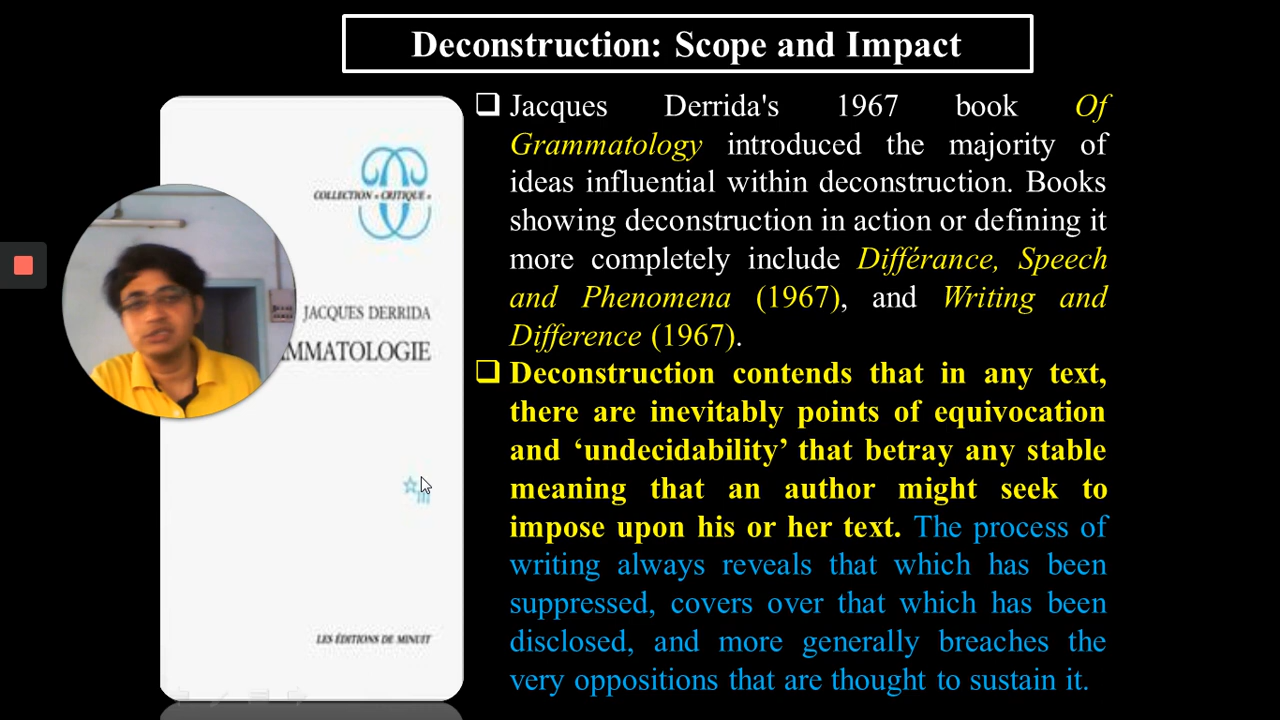 Deconstruction: Scope and Impact
COLLECTION « CRITIQUE »
JACQUES DERRIDA
MMATOLOGIE
LES ÉDITIONS DE MINUIT
Jacques Derrida's 1967 book Of
Grammatology introduced the majority of
ideas influential within deconstruction. Books
showing deconstruction in action or defining it
more completely include Différance, Speech
and Phenomena (1967), and Writing and
Difference (1967).
Deconstruction contends that in any text,
there are inevitably points of equivocation
and ‘undecidability’ that betray any stable
meaning that an author might seek to
impose upon his or her text. The process of
writing always reveals that which has been
suppressed, covers over that which has been
disclosed, and more generally breaches the
very oppositions that are thought to sustain it.